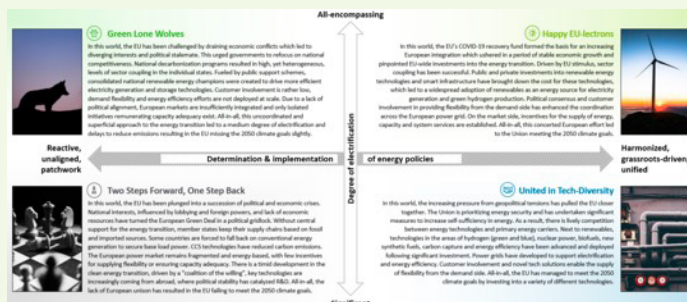 All-encompassing
Green Lone Wolves
In this world, the EU has been challenged by draining economic conflicts which led to
diverging interests and political stalemate. This urged governments to refocus on national
competitiveness. National decarbonization programs resulted in high, yet heterogeneous,
levels of sector coupling in the individual states. Fueled by public support schemes,
consolidated national renewable energy champions were created to drive more efficient
electricity generation and storage technologies. Customer involvement is rather low,
demand flexibility and energy efficiency efforts are not deployed at scale. Due to a lack
of political alignment, European markets are insufficiently integrated and only isolated
initiatives remunerating capacity adequacy exist. All-in-all, this uncoordinated and
superficial approach to the energy transition led to a medium degree of electrification and
delays to reduce emissions resulting in the EU missing the 2050 climate goals slightly.
Happy EU-lectrons
In this world, the EU's COVID-19 recovery fund formed the basis for an increasing
European integration which ushered in a period of stable economic growth and
pinpointed EU-wide investments into the energy transition. Driven by EU stimulus, sector
coupling has been successful. Public and private investments into renewable energy
technologies and smart infrastructure have brought down the cost for these technologies,
which led to a widespread adoption of renewables as an energy source for electricity
generation and green hydrogen production. Political consensus and customer
involvement in providing flexibility from the demand side has enhanced the coordination
across the European power grid. On the market side, incentives for the supply of energy,
capacity and system services are established. All-in-all, this concerted European effort led
to the Union meeting the 2050 climate goals.
Reactive,
unaligned,
patchwork
Determination & implementation
Degree of electrification
of energy policies
Harmonized,
grassroots-driven,
unified
Two Steps Forward, One Step Back
In this world, the EU has been plunged into a succession of political and economic crises.
National interests, influenced by lobbying and foreign powers, and lack of economic
resources have turned the European Green Deal in a political gridlock. Without central
support for the energy transition, member states keep their supply chains based on fossil
and imported sources. Some countries are forced to fall back on conventional energy
generation to secure base load power. CCS technologies have reduced carbon emissions.
The European power market remains fragmented and energy-based, with few incentives
for supplying flexibility or ensuring capacity adequacy. There is a timid development in the
clean energy transition, driven by a "coalition of the willing", key technologies are
increasingly coming from abroad, where political stability has catalyzed R&D. All-in-all, the
lack of European union has resulted in the EU failing to meet the 2050 climate goals.
United in Tech-Diversity
In this world, the increasing pressure from geopolitical tensions has pulled the EU closer
together. The Union is prioritizing energy security and has undertaken significant
measures to increase self-sufficiency in energy. As a result, there is lively competition
between energy technologies and primary energy carriers. Next to renewables,
technologies in the areas of hydrogen (green and blue), nuclear power, biofuels, new
synthetic fuels, carbon capture and energy efficiency have been advanced and deployed
following significant investment. Power grids have developed to support electrification
and energy efficiency. Customer involvement and novel tech solutions enable the supply
of flexibility from the demand side. All-in-all, the EU has managed to meet the 2050
climate goals by investing into a variety of different technologies.